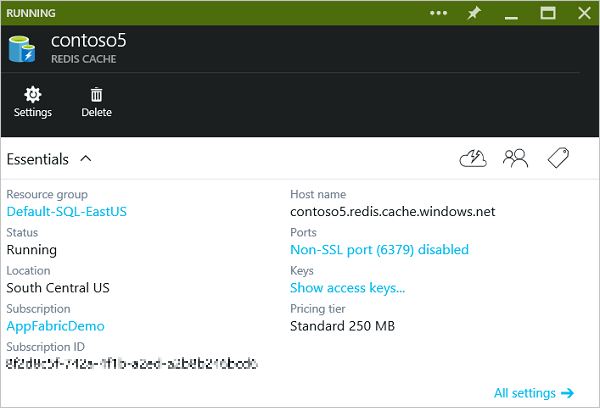 RUNNING
contoso5
REDIS CACHE
Settings
Delete
Essentials
Resource group
Default-SQL-EastUS
Status
Running
Location
South Central US
Subscription
AppFabricDemo
Subscription ID
Host name
contoso5.redis.cache.windows.net
Ports
Non-SSL port (6379) disabled
Keys
Show access keys...
Pricing tier
Standard 250 MB
All settings